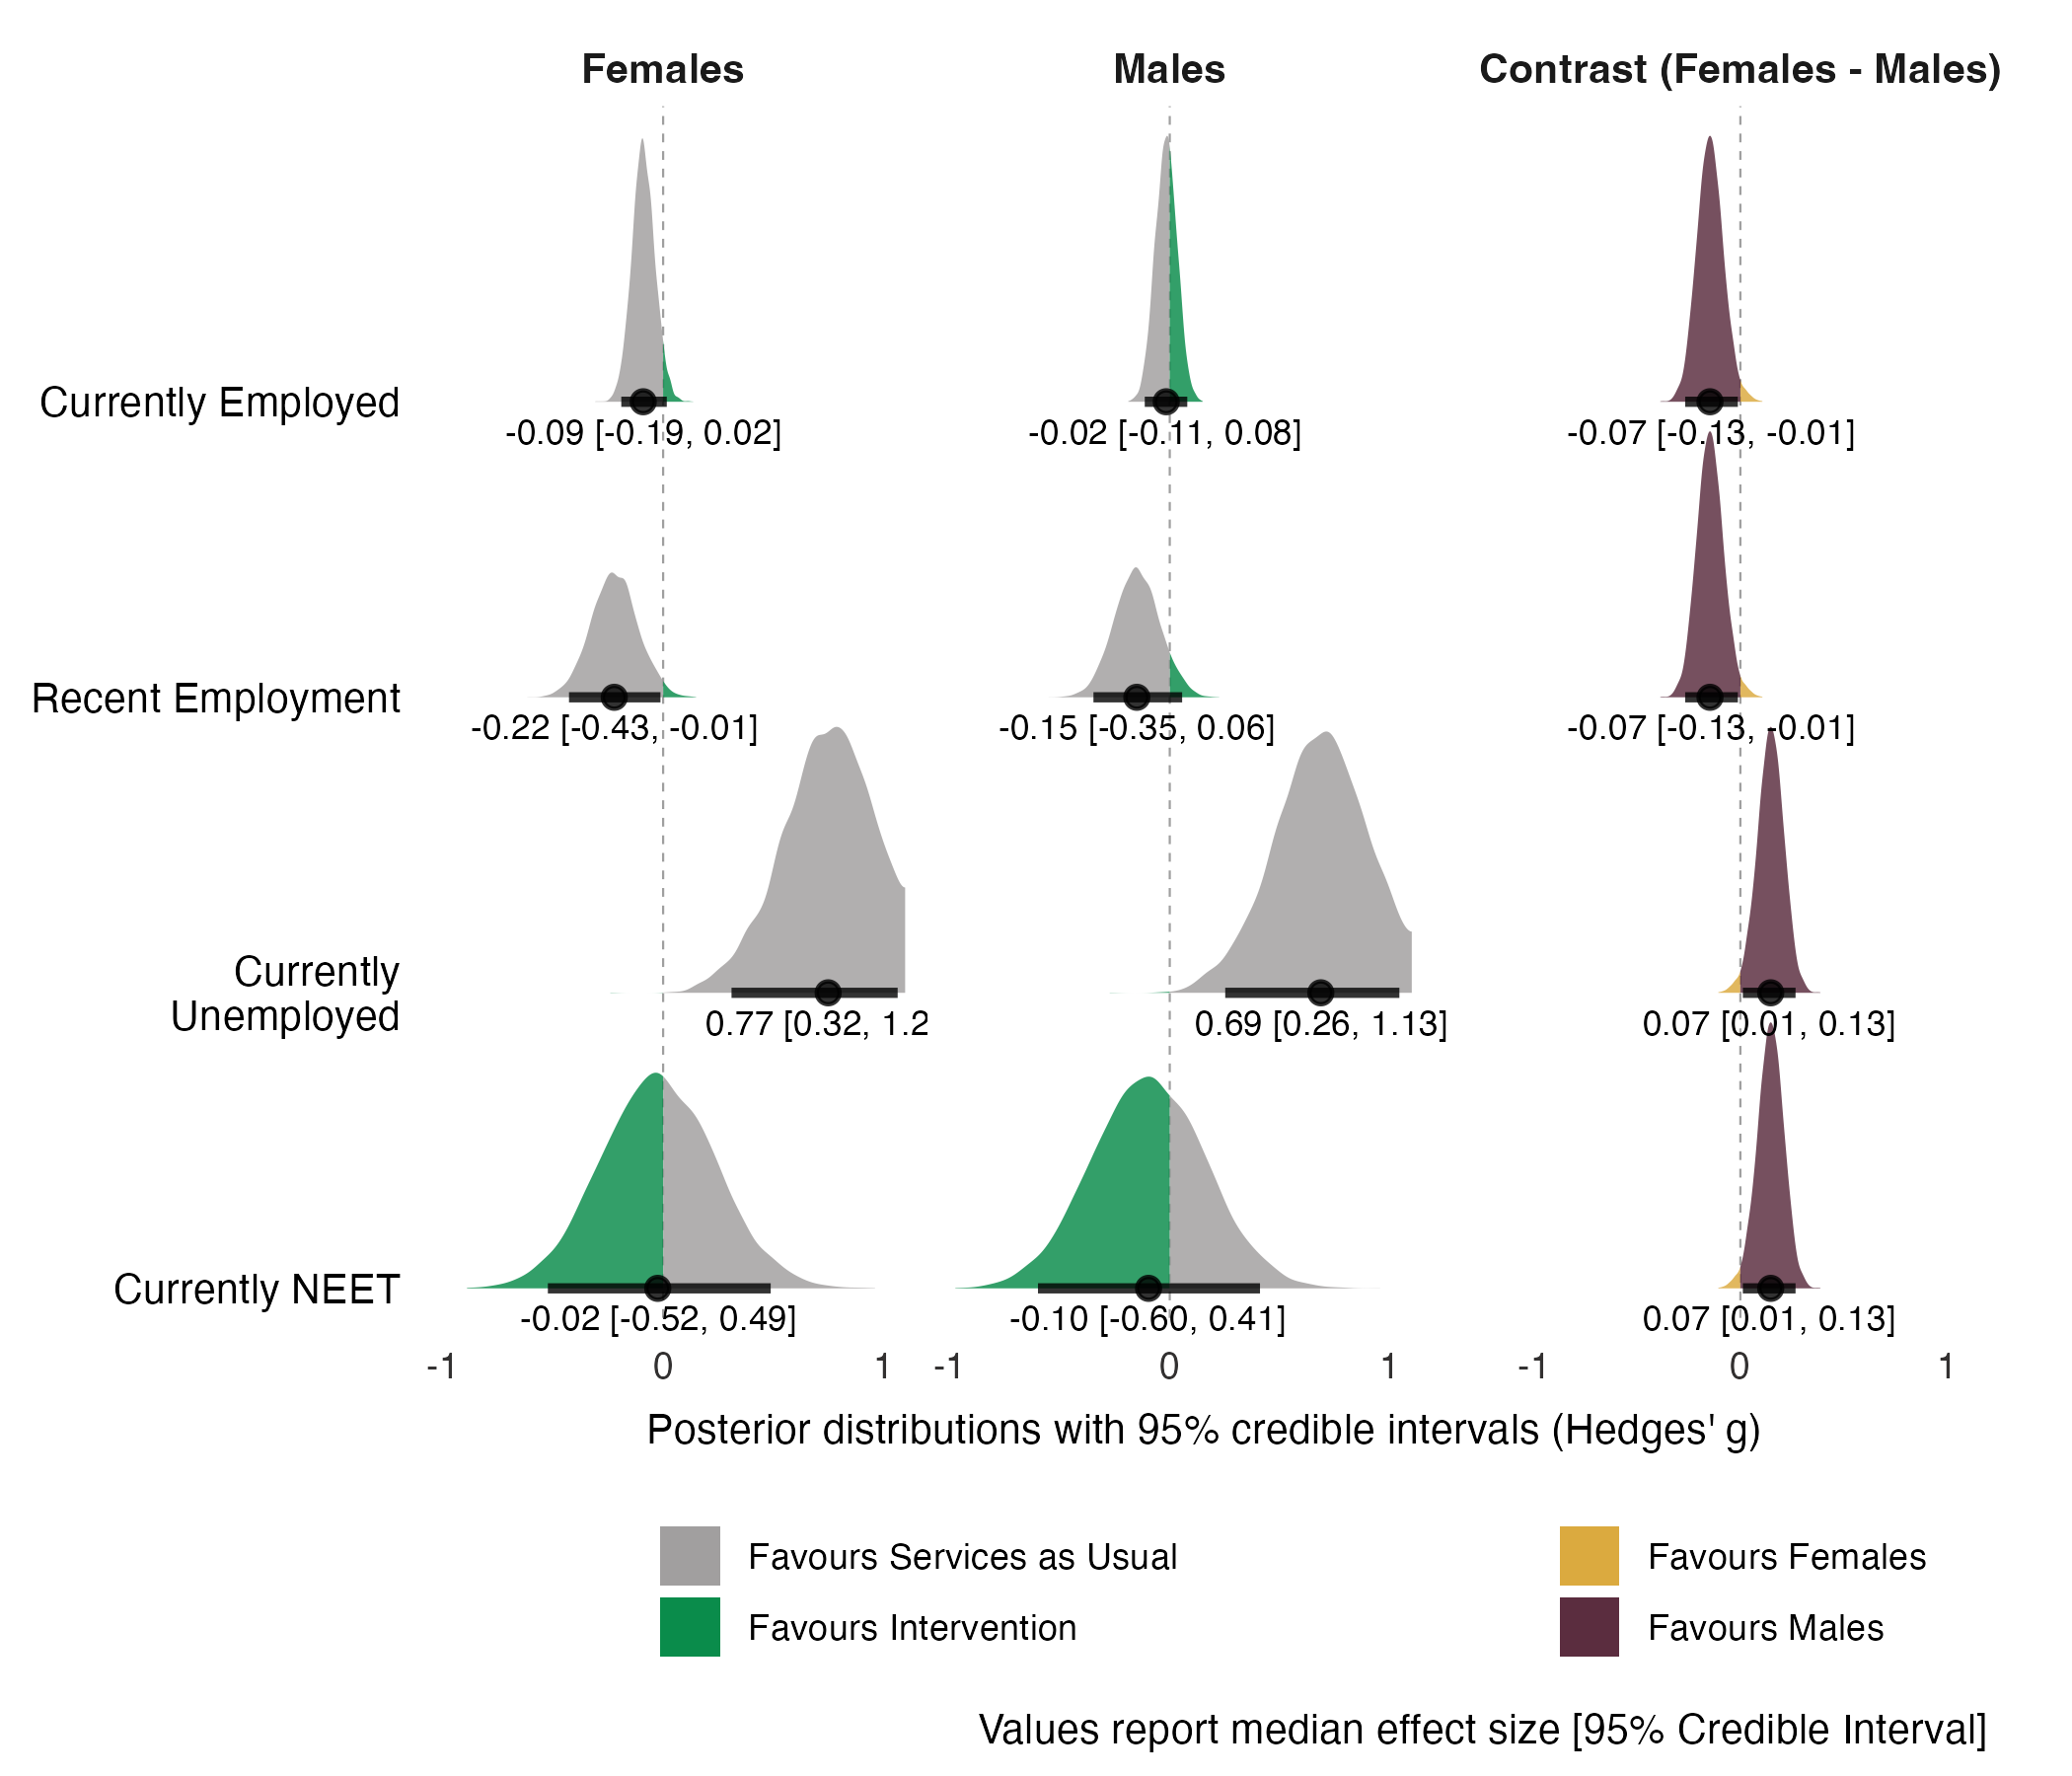 Females Males Contrast (Females - Males)
Currently Employed
-0.09 [-0.19, 0.02] -0.02 [-0.11, 0.08] -0.07 [-0.13, -0.01]
Recent Employment
-0.22 [-0.43, -0.01] -0.15 [-0.35, 0.06] -0.07 [-0.13, -0.01]
Currently
Unemployed
0.77 [0.32, 1.2 0.69 [0.26, 1.13] 0.07 [0.01, 0.13]
Currently NEET
-0.02 [-0.52, 0.49] -0.10 [-0.60, 0.41] 0.07 [0.01, 0.13]
-1 0 1 -1 0 1 -1 0 1
Posterior distributions with 95% credible intervals (Hedges' g)
Favours Services as Usual Favours Females
Favours Intervention Favours Males
Values report median effect size [95% Credible Interval]